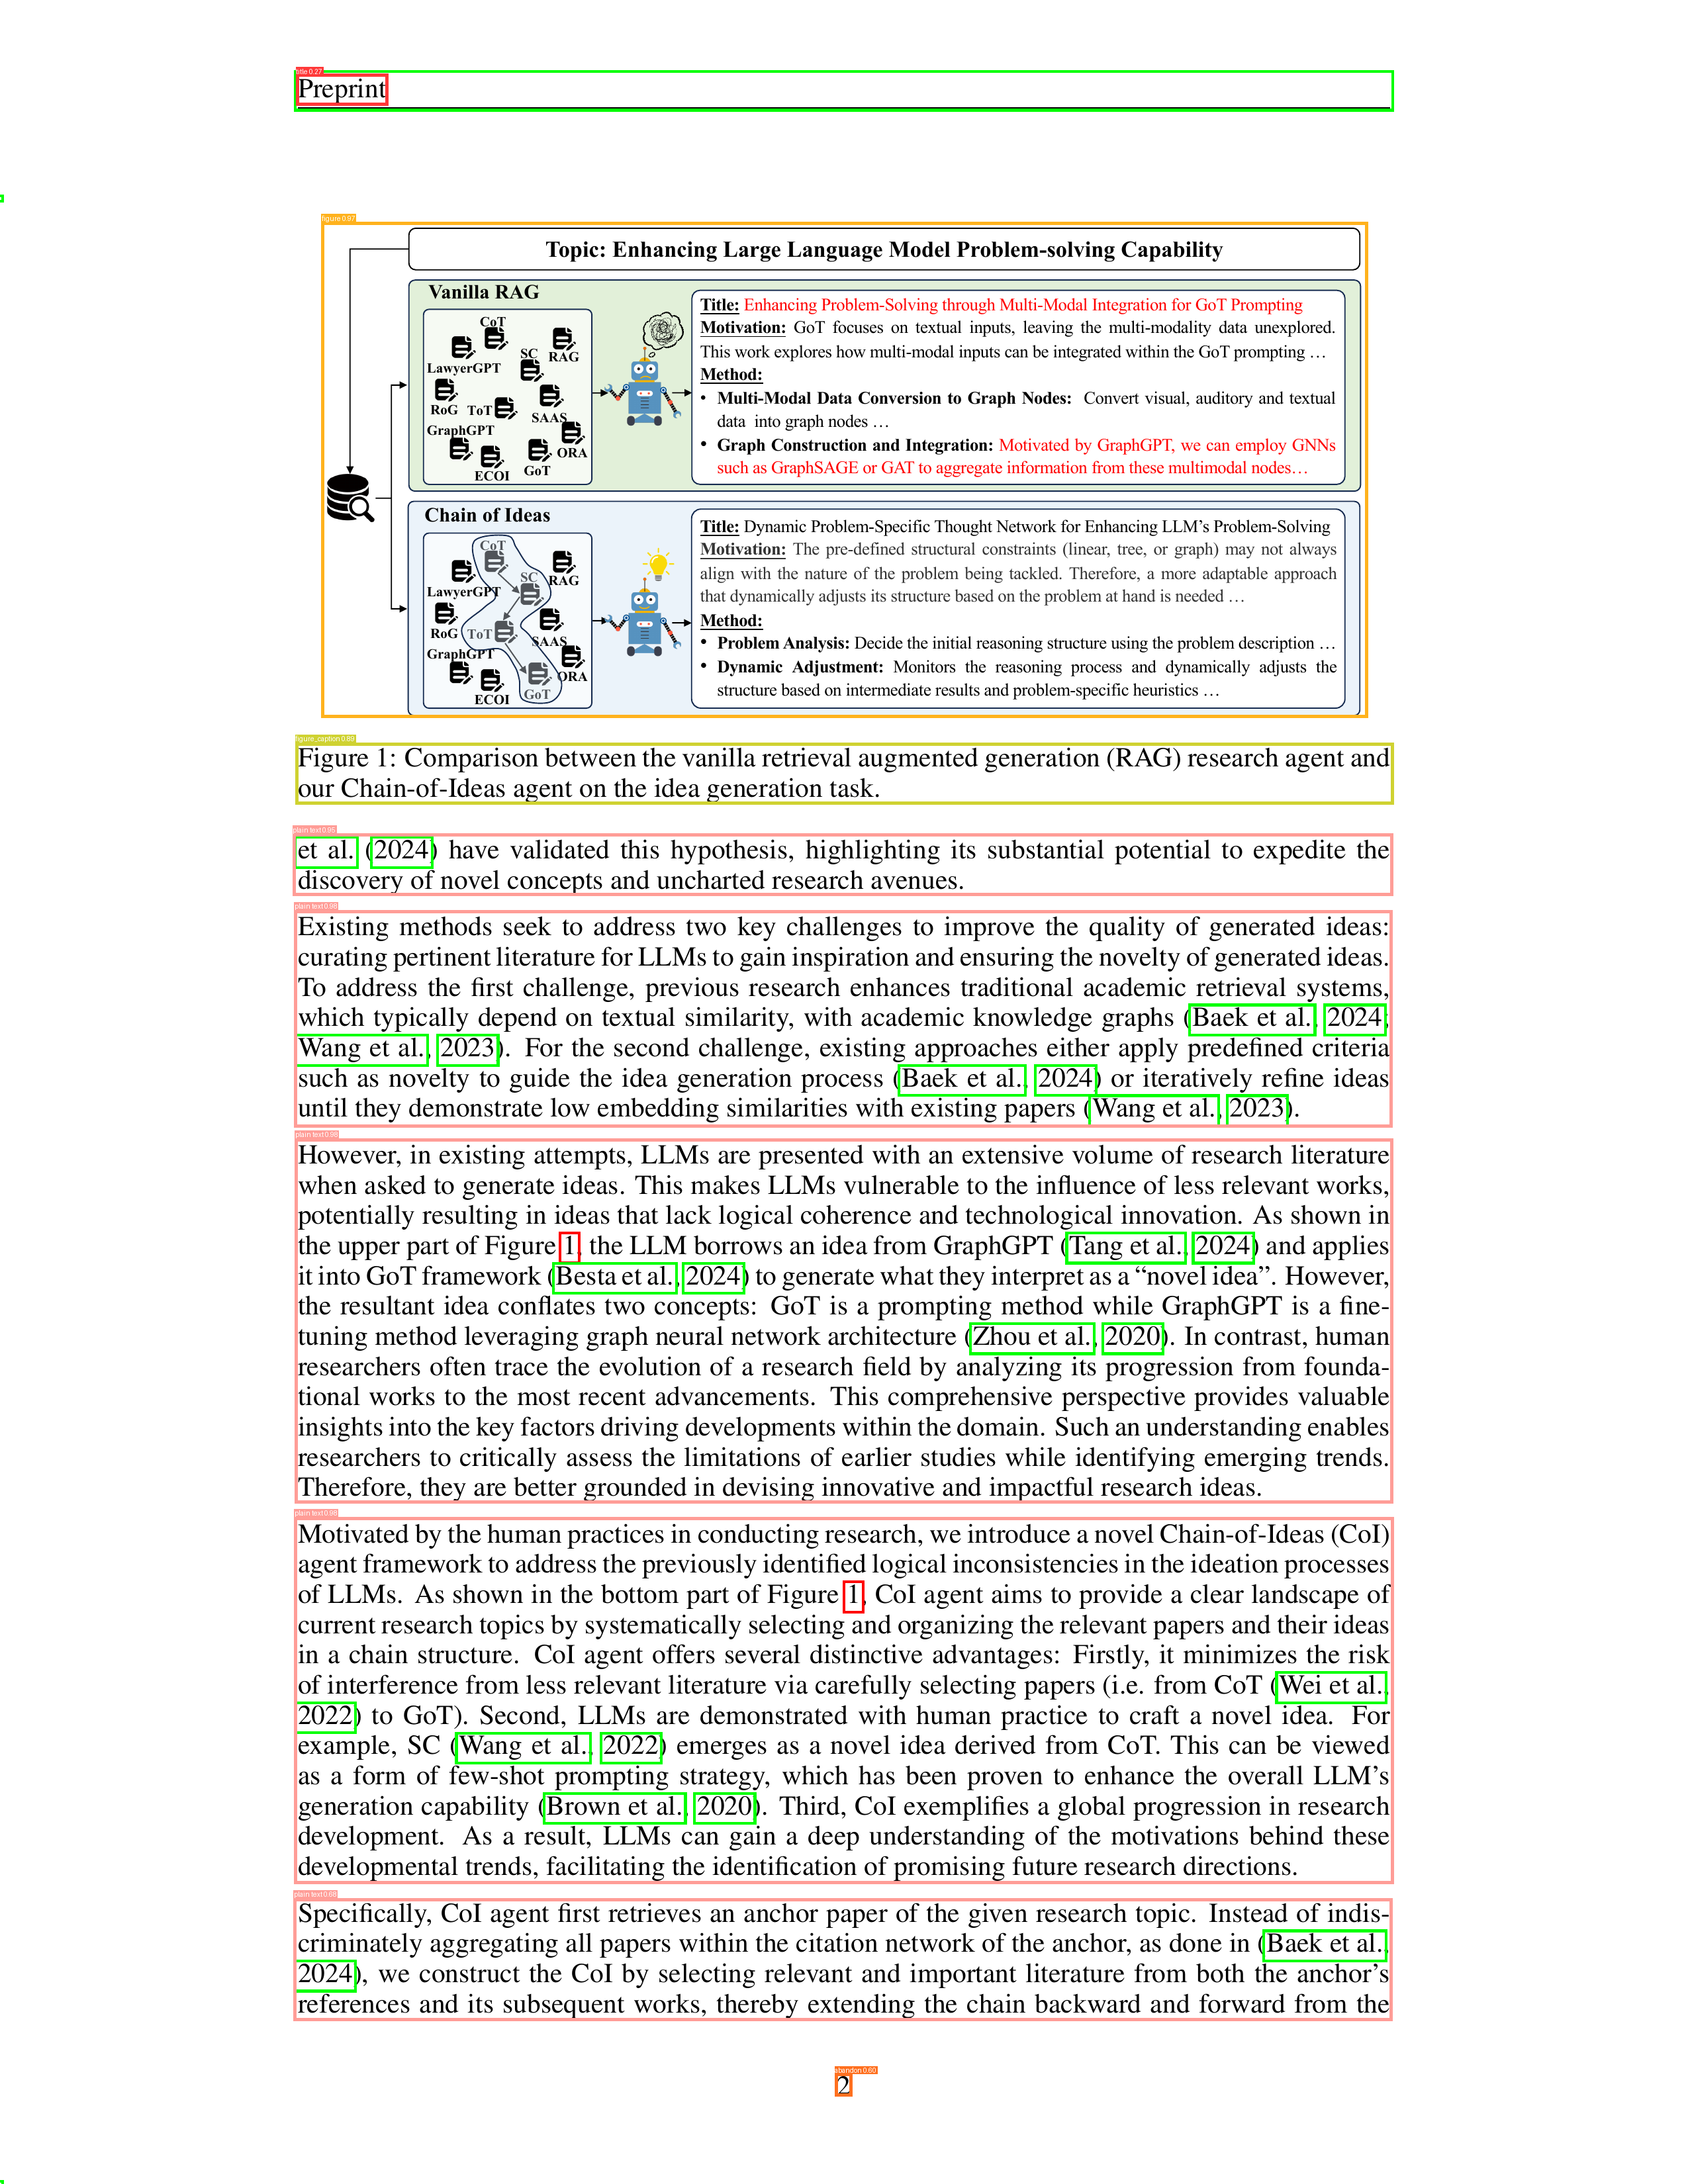 title 0.27
Preprint
figure 0.97
Topic: Enhancing Large Language Model Problem-solving Capability
Vanilla RAG
CoT
LawyerGPT
SC
RAG
RoG
ToT
SAAS
GraphGPT
ORA
ECOI
GoT
Title: Enhancing Problem-Solving through Multi-Modal Integration for GoT Prompting
Motivation: GoT focuses on textual inputs, leaving the multi-modality data unexplored.
This work explores how multi-modal inputs can be integrated within the GoT prompting …
Method:
• Multi-Modal Data Conversion to Graph Nodes: Convert visual, auditory and textual
data into graph nodes …
• Graph Construction and Integration: Motivated by GraphGPT, we can employ GNNs
such as GraphSAGE or GAT to aggregate information from these multimodal nodes…
Chain of Ideas
CoT
LawyerGPT
SC
RAG
RoG
ToT
SAAS
GraphGPT
ORA
ECOI
GoT
Title: Dynamic Problem-Specific Thought Network for Enhancing LLM’s Problem-Solving
Motivation: The pre-defined structural constraints (linear, tree, or graph) may not always
align with the nature of the problem being tackled. Therefore, a more adaptable approach
that dynamically adjusts its structure based on the problem at hand is needed …
Method:
• Problem Analysis: Decide the initial reasoning structure using the problem description …
• Dynamic Adjustment: Monitors the reasoning process and dynamically adjusts the
structure based on intermediate results and problem-specific heuristics …
figure_caption 0.89
Figure 1: Comparison between the vanilla retrieval augmented generation (RAG) research agent and
our Chain-of-Ideas agent on the idea generation task.
plain text 0.95
et al. (2024) have validated this hypothesis, highlighting its substantial potential to expedite the
discovery of novel concepts and uncharted research avenues.
plain text 0.98
Existing methods seek to address two key challenges to improve the quality of generated ideas:
curating pertinent literature for LLMs to gain inspiration and ensuring the novelty of generated ideas.
To address the first challenge, previous research enhances traditional academic retrieval systems,
which typically depend on textual similarity, with academic knowledge graphs (Baek et al., 2024;
Wang et al., 2023). For the second challenge, existing approaches either apply predefined criteria
such as novelty to guide the idea generation process (Baek et al., 2024) or iteratively refine ideas
until they demonstrate low embedding similarities with existing papers (Wang et al., 2023).
plain text 0.98
However, in existing attempts, LLMs are presented with an extensive volume of research literature
when asked to generate ideas. This makes LLMs vulnerable to the influence of less relevant works,
potentially resulting in ideas that lack logical coherence and technological innovation. As shown in
the upper part of Figure 1, the LLM borrows an idea from GraphGPT (Tang et al., 2024) and applies
it into GoT framework (Besta et al., 2024) to generate what they interpret as a “novel idea”. However,
the resultant idea conflates two concepts: GoT is a prompting method while GraphGPT is a fine-
tuning method leveraging graph neural network architecture (Zhou et al., 2020). In contrast, human
researchers often trace the evolution of a research field by analyzing its progression from founda-
tional works to the most recent advancements. This comprehensive perspective provides valuable
insights into the key factors driving developments within the domain. Such an understanding enables
researchers to critically assess the limitations of earlier studies while identifying emerging trends.
Therefore, they are better grounded in devising innovative and impactful research ideas.
plain text 0.98
Motivated by the human practices in conducting research, we introduce a novel Chain-of-Ideas (CoI)
agent framework to address the previously identified logical inconsistencies in the ideation processes
of LLMs. As shown in the bottom part of Figure 1, CoI agent aims to provide a clear landscape of
current research topics by systematically selecting and organizing the relevant papers and their ideas
in a chain structure. CoI agent offers several distinctive advantages: Firstly, it minimizes the risk
of interference from less relevant literature via carefully selecting papers (i.e. from CoT (Wei et al.,
2022) to GoT). Second, LLMs are demonstrated with human practice to craft a novel idea. For
example, SC (Wang et al., 2022) emerges as a novel idea derived from CoT. This can be viewed
as a form of few-shot prompting strategy, which has been proven to enhance the overall LLM’s
generation capability (Brown et al., 2020). Third, CoI exemplifies a global progression in research
development. As a result, LLMs can gain a deep understanding of the motivations behind these
developmental trends, facilitating the identification of promising future research directions.
plain text 0.68
Specifically, CoI agent first retrieves an anchor paper of the given research topic. Instead of indis-
criminately aggregating all papers within the citation network of the anchor, as done in (Baek et al.,
2024), we construct the CoI by selecting relevant and important literature from both the anchor’s
references and its subsequent works, thereby extending the chain backward and forward from the
abandon 0.60
2